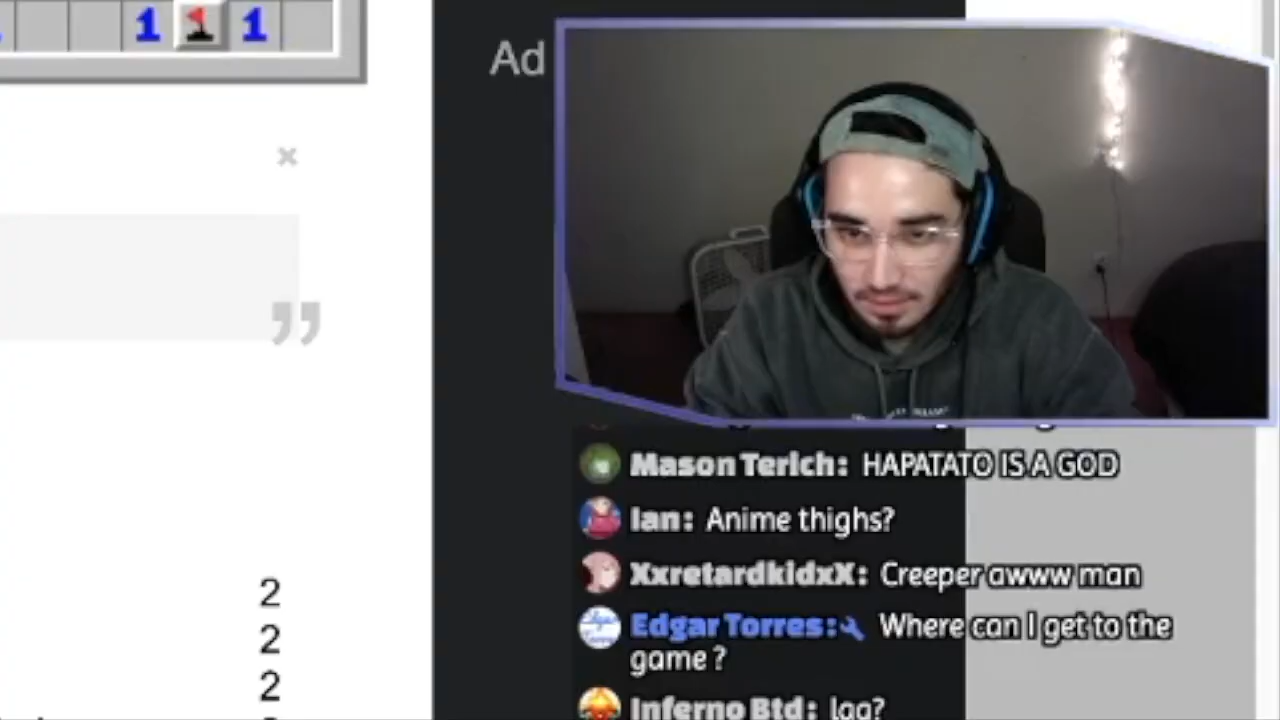 1 1
Ad
Mason Terich: HAPATATO IS A GOD
Ian: Anime thighs?
XxretardkidxX: Creeper awww man
2
Edgar Torres: Where can I get to the
2
game?
2
Inferno Btd: lag?